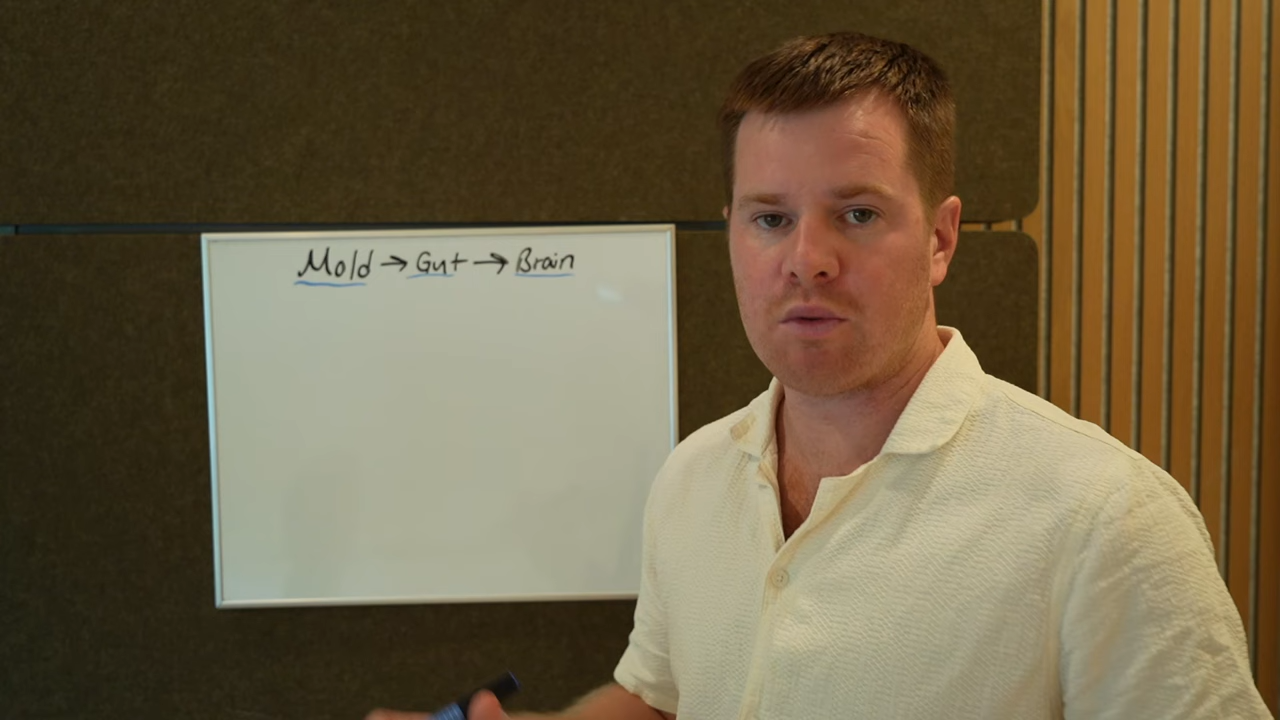 Mold → Gut → Brain